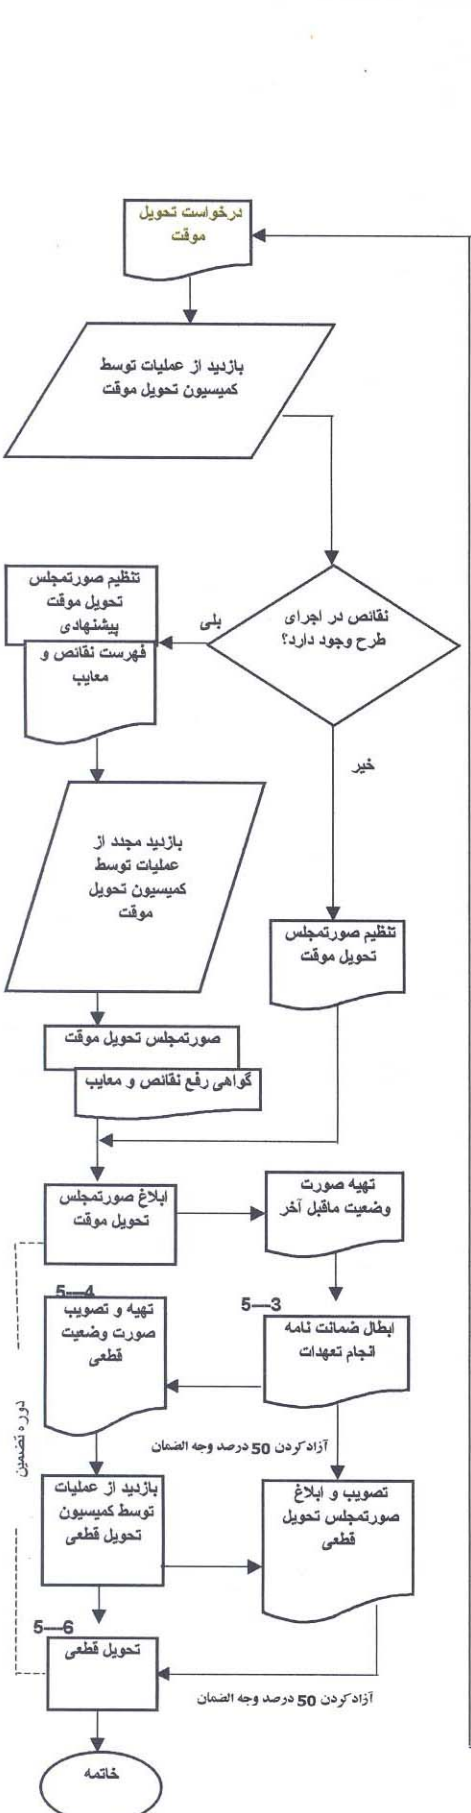 درخواست تحویل
موقت
بازدید از عملیات توسط
کمیسیون تحویل موقت
نقائص در اجرای
طرح وجود دارد؟
بلی
تنظیم صورتمجلس
تحویل موقت
پیشنهادی
فهرست نقائص و
معایب
خیر
بازدید مجدد از
عملیات توسط
کمیسیون تحویل
موقت
تنظیم صورتمجلس
تحویل موقت
صورتمجلس تحویل موقت
گواهی رفع نقائص و معایب
ابلاغ صورتمجلس
تحویل موقت
تهیه صورت
وضعیت ماقبل آخر
5—3
ابطال ضمانت نامه
انجام تعهدات
5—4
تهیه و تصویب
صورت وضعیت
قطعی
دوره تضمین
آزاد کردن 50 درصد وجه الضمان
بازدید از عملیات
توسط کمیسیون
تحویل قطعی
تصویب و ابلاغ
صورتمجلس تحویل
قطعی
5—6
تحویل قطعی
آزاد کردن 50 درصد وجه الضمان
خاتمه